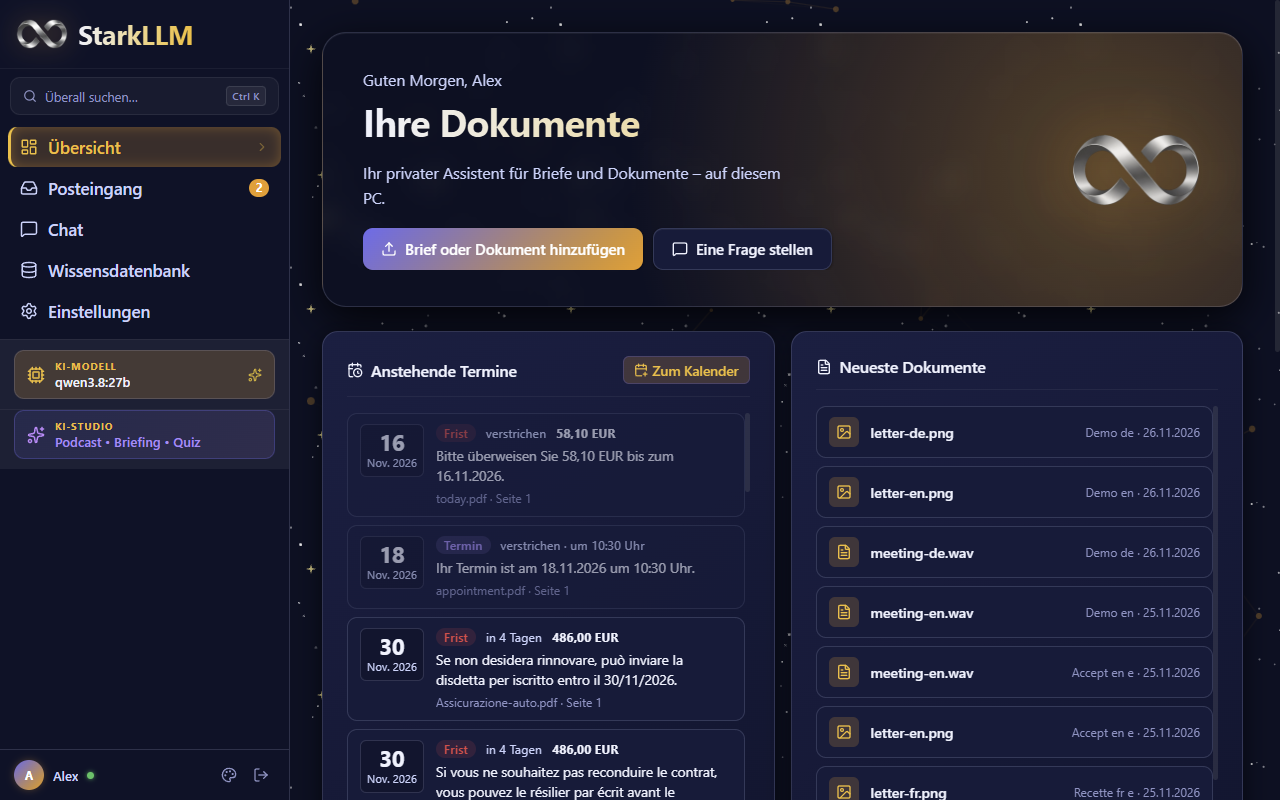 StarkLLM
Überall suchen...
Ctrl K
Übersicht
Posteingang
2
Chat
Wissensdatenbank
Einstellungen
KI-MODELL
qwen3.8:27b
KI-STUDIO
Podcast • Briefing • Quiz
A
Alex
Guten Morgen, Alex
Ihre Dokumente
Ihr privater Assistent für Briefe und Dokumente – auf diesem
PC.
Brief oder Dokument hinzufügen
Eine Frage stellen
Anstehende Termine
Zum Kalender
16
Nov. 2026
Frist verstrichen 58,10 EUR
Bitte überweisen Sie 58,10 EUR bis zum
16.11.2026.
today.pdf · Seite 1
18
Nov. 2026
Termin verstrichen · um 10:30 Uhr
Ihr Termin ist am 18.11.2026 um 10:30 Uhr.
appointment.pdf · Seite 1
30
Nov. 2026
Frist in 4 Tagen 486,00 EUR
Se non desidera rinnovare, può inviare la
disdetta per iscritto entro il 30/11/2026.
Assicurazione-auto.pdf · Seite 1
30
Nov. 2026
Frist in 4 Tagen 486,00 EUR
Si vous ne souhaitez pas reconduire le contrat,
vous pouvez le résilier par écrit avant le
Neueste Dokumente
letter-de.png Demo de · 26.11.2026
letter-en.png Demo en · 26.11.2026
meeting-de.wav Demo de · 26.11.2026
meeting-en.wav Demo en · 25.11.2026
meeting-en.wav Accept en e · 25.11.2026
letter-en.png Accept en e · 25.11.2026
letter-fr.png Recette fr e · 25.11.2026